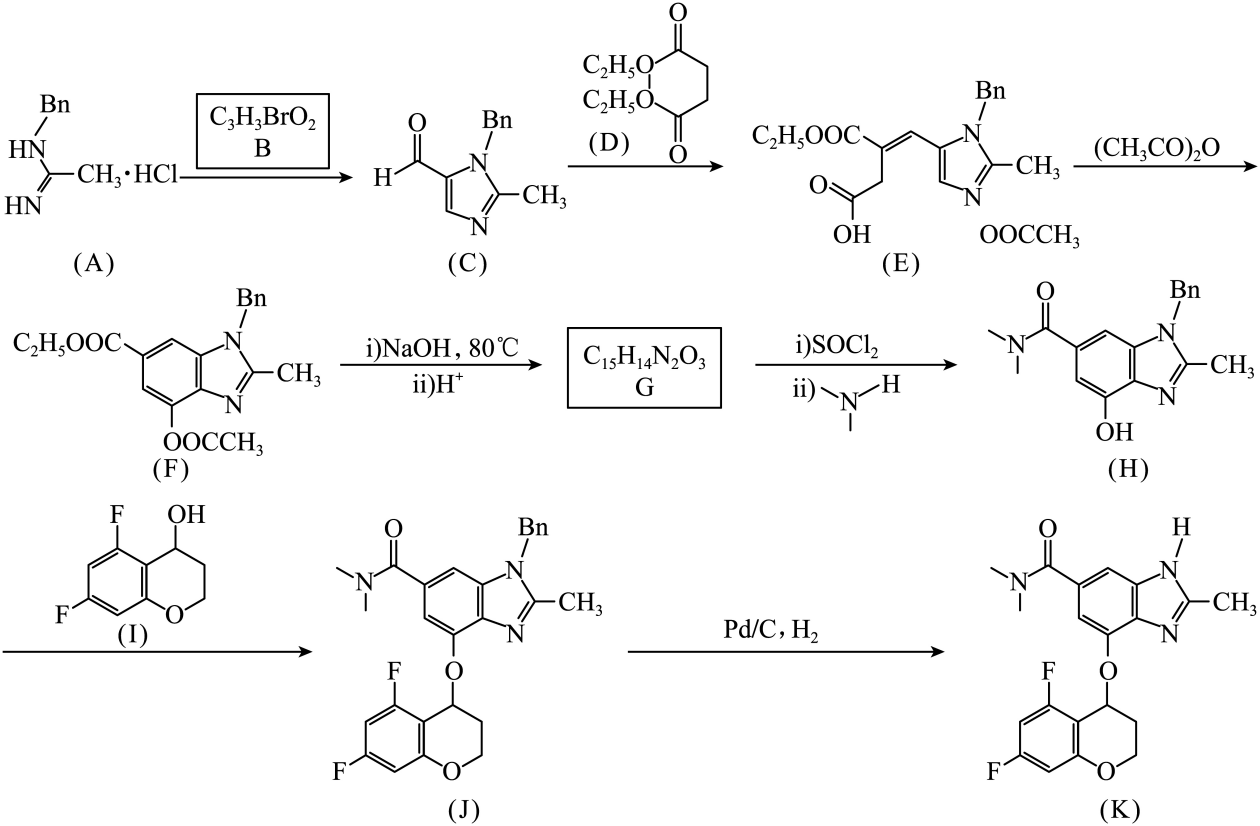 Bn
HN
CH₃·HCl
HN
(A)
C₃H₃BrO₂
B
O
H
Bn
N
CH₃
N
(C)
O
C₂H₅O
C₂H₅O
O
(D)
C₂H₅OOC
O
OH
Bn
N
CH₃
N
OOCCH₃
(E)
(CH₃CO)₂O
C₂H₅OOC
Bn
N
CH₃
N
OOCCH₃
(F)
i)NaOH, 80℃
ii)H⁺
C₁₅H₁₄N₂O₃
G
i)SOCl₂
ii)
N
H
O
N
Bn
N
CH₃
N
OH
(H)
F
OH
F
O
(I)
O
N
Bn
N
CH₃
N
O
F
F
O
(J)
Pd/C, H₂
O
N
H
N
CH₃
N
O
F
F
O
(K)